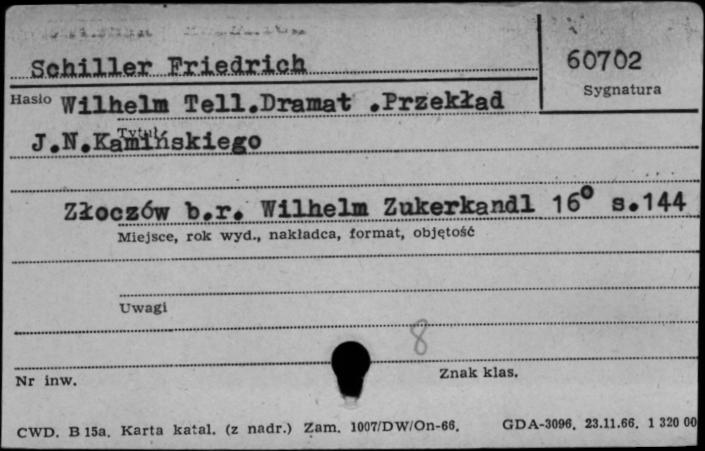 Schiller Friedrich
60702
Sygnatura
Hasło Wilhelm Tell.Dramat .Przekład
Tytuł
J.N.Kamińskiego
Złoczów b.r. Wilhelm Zukerkandl 16° s.144
Miejsce, rok wyd., nakładca, format, objętość
Uwagi
8
Nr inw.
Znak klas.
CWD. B 15a. Karta katal. (z nadr.) Zam. 1007/DW/On-66. GDA-3096. 23.11.66. 1 320 00